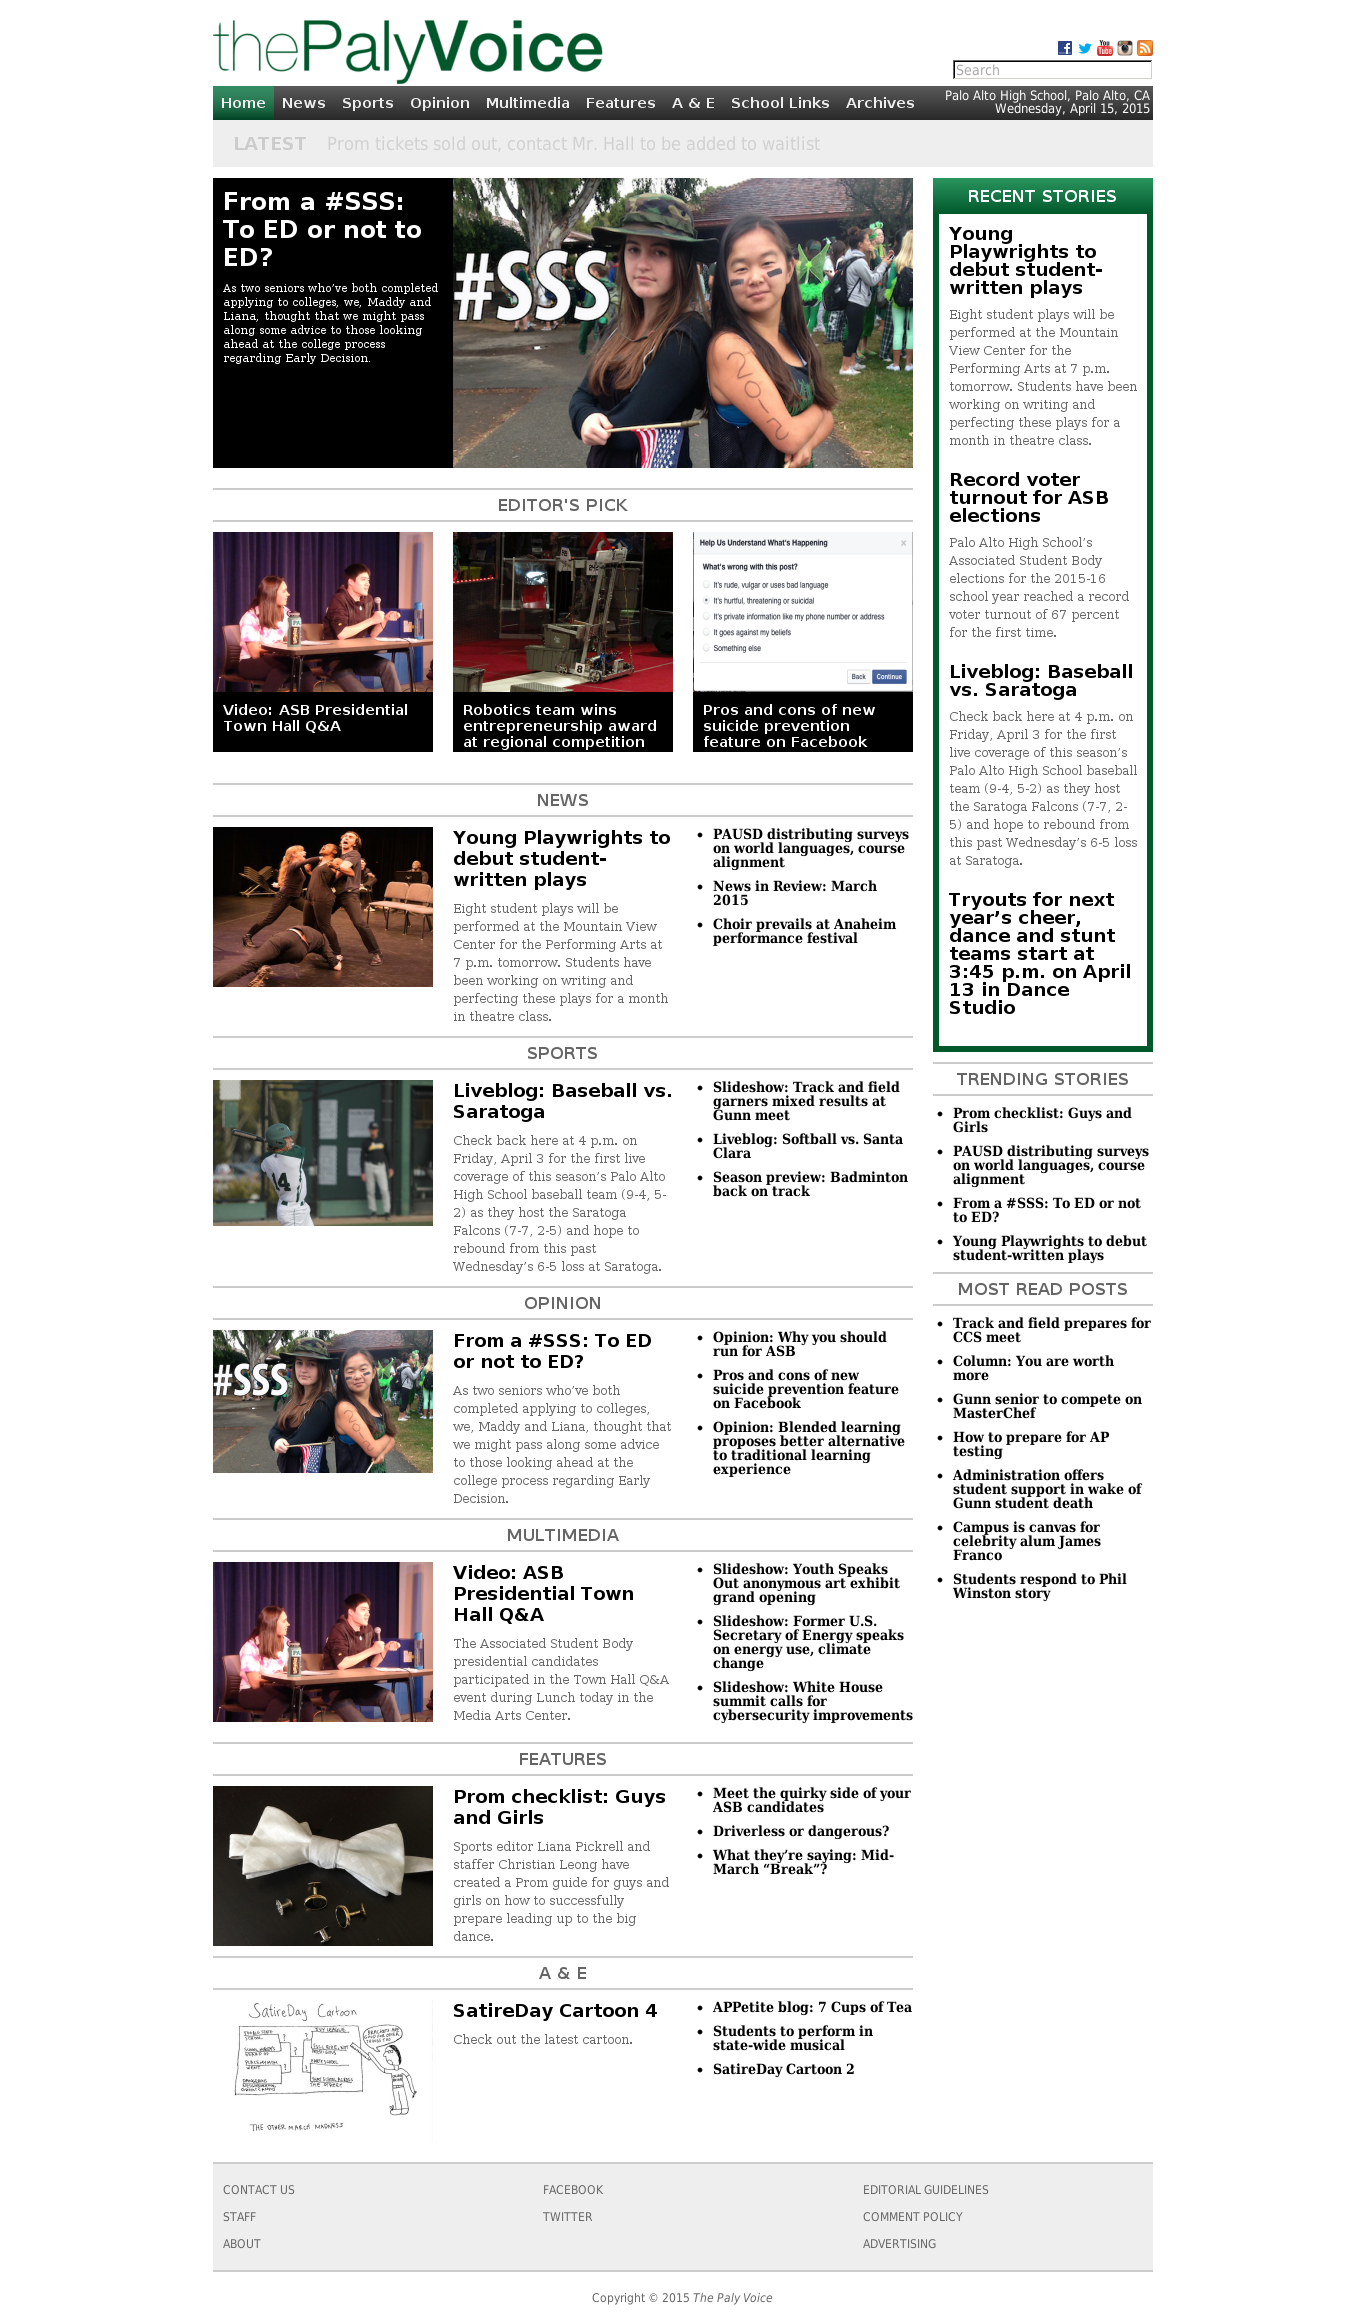 thePalyVoice
Search
Home News Sports Opinion Multimedia Features A & E School Links Archives
Palo Alto High School, Palo Alto, CA
Wednesday, April 15, 2015
LATEST Prom tickets sold out, contact Mr. Hall to be added to waitlist
From a #SSS:
To ED or not to
ED?
As two seniors who've both completed
applying to colleges, we, Maddy and
Liana, thought that we might pass
along some advice to those looking
ahead at the college process
regarding Early Decision.
#SSS
2015
EDITOR'S PICK
Help Us Understand What's Happening
What's wrong with this post?
It's rude, vulgar or uses bad language
It's hurtful, threatening or suicidal
It's private information like my phone number or address
It goes against my beliefs
Something else
Back Continue
Video: ASB Presidential
Town Hall Q&A
Robotics team wins
entrepreneurship award
at regional competition
Pros and cons of new
suicide prevention
feature on Facebook
NEWS
Young Playwrights to
debut student-
written plays
Eight student plays will be
performed at the Mountain View
Center for the Performing Arts at
7 p.m. tomorrow. Students have
been working on writing and
perfecting these plays for a month
in theatre class.
PAUSD distributing surveys
on world languages, course
alignment
News in Review: March
2015
Choir prevails at Anaheim
performance festival
SPORTS
14
Liveblog: Baseball vs.
Saratoga
Check back here at 4 p.m. on
Friday, April 3 for the first live
coverage of this season's Palo Alto
High School baseball team (9-4, 5-
2) as they host the Saratoga
Falcons (7-7, 2-5) and hope to
rebound from this past
Wednesday's 6-5 loss at Saratoga.
Slideshow: Track and field
garners mixed results at
Gunn meet
Liveblog: Softball vs. Santa
Clara
Season preview: Badminton
back on track
OPINION
#SSS
From a #SSS: To ED
or not to ED?
As two seniors who've both
completed applying to colleges,
we, Maddy and Liana, thought that
we might pass along some advice
to those looking ahead at the
college process regarding Early
Decision.
Opinion: Why you should
run for ASB
Pros and cons of new
suicide prevention feature
on Facebook
Opinion: Blended learning
proposes better alternative
to traditional learning
experience
MULTIMEDIA
Video: ASB
Presidential Town
Hall Q&A
The Associated Student Body
presidential candidates
participated in the Town Hall Q&A
event during Lunch today in the
Media Arts Center.
Slideshow: Youth Speaks
Out anonymous art exhibit
grand opening
Slideshow: Former U.S.
Secretary of Energy speaks
on energy use, climate
change
Slideshow: White House
summit calls for
cybersecurity improvements
FEATURES
Prom checklist: Guys
and Girls
Sports editor Liana Pickrell and
staffer Christian Leong have
created a Prom guide for guys and
girls on how to successfully
prepare leading up to the big
dance.
Meet the quirky side of your
ASB candidates
Driverless or dangerous?
What they're saying: Mid-
March “Break”?
A & E
SatireDay Cartoon
THE OTHER MARCH MADNESS
SatireDay Cartoon 4
Check out the latest cartoon.
APPetite blog: 7 Cups of Tea
Students to perform in
state-wide musical
SatireDay Cartoon 2
RECENT STORIES
Young
Playwrights to
debut student-
written plays
Eight student plays will be
performed at the Mountain
View Center for the
Performing Arts at 7 p.m.
tomorrow. Students have been
working on writing and
perfecting these plays for a
month in theatre class.
Record voter
turnout for ASB
elections
Palo Alto High School's
Associated Student Body
elections for the 2015-16
school year reached a record
voter turnout of 67 percent
for the first time.
Liveblog: Baseball
vs. Saratoga
Check back here at 4 p.m. on
Friday, April 3 for the first
live coverage of this season's
Palo Alto High School baseball
team (9-4, 5-2) as they host
the Saratoga Falcons (7-7, 2-
5) and hope to rebound from
this past Wednesday's 6-5 loss
at Saratoga.
Tryouts for next
year's cheer,
dance and stunt
teams start at
3:45 p.m. on April
13 in Dance
Studio
TRENDING STORIES
Prom checklist: Guys and
Girls
PAUSD distributing surveys
on world languages, course
alignment
From a #SSS: To ED or not
to ED?
Young Playwrights to debut
student-written plays
MOST READ POSTS
Track and field prepares for
CCS meet
Column: You are worth
more
Gunn senior to compete on
MasterChef
How to prepare for AP
testing
Administration offers
student support in wake of
Gunn student death
Campus is canvas for
celebrity alum James
Franco
Students respond to Phil
Winston story
CONTACT US
STAFF
ABOUT
FACEBOOK
TWITTER
EDITORIAL GUIDELINES
COMMENT POLICY
ADVERTISING
Copyright © 2015 The Paly Voice